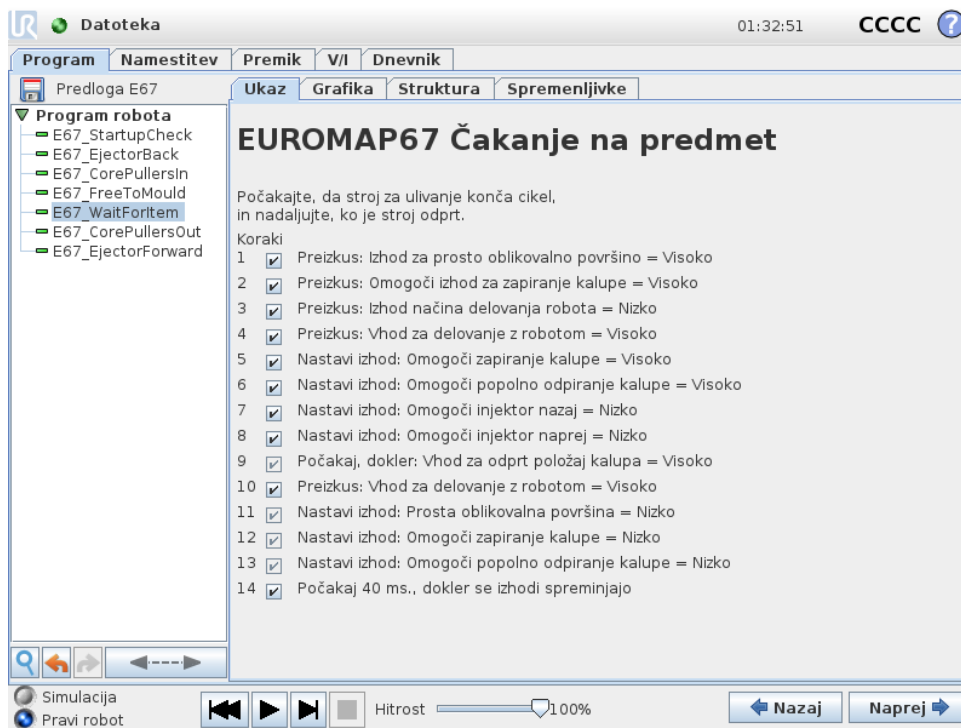 UR Datoteka 01:32:51 CCCC ?
Program Namestitev Premik V/I Dnevnik
Predloga E67
Ukaz Grafika Struktura Spremenljivke
Program robota
E67_StartupCheck
E67_EjectorBack
E67_CorePullersIn
E67_FreeToMould
E67_WaitForItem
E67_CorePullersOut
E67_EjectorForward
EUROMAP67 Čakanje na predmet
Počakajte, da stroj za ulivanje konča cikel,
in nadaljujte, ko je stroj odprt.
Koraki
1 Preizkus: Izhod za prosto oblikovalno površino = Visoko
2 Preizkus: Omogoči izhod za zapiranje kalupe = Visoko
3 Preizkus: Izhod načina delovanja robota = Nizko
4 Preizkus: Vhod za delovanje z robotom = Visoko
5 Nastavi izhod: Omogoči zapiranje kalupe = Visoko
6 Nastavi izhod: Omogoči popolno odpiranje kalupe = Visoko
7 Nastavi izhod: Omogoči injektor nazaj = Nizko
8 Nastavi izhod: Omogoči injektor naprej = Nizko
9 Počakaj, dokler: Vhod za odprt položaj kalupa = Visoko
10 Preizkus: Vhod za delovanje z robotom = Visoko
11 Nastavi izhod: Prosta oblikovalna površina = Nizko
12 Nastavi izhod: Omogoči zapiranje kalupe = Nizko
13 Nastavi izhod: Omogoči popolno odpiranje kalupe = Nizko
14 Počakaj 40 ms., dokler se izhodi spreminjajo
Simulacija
Pravi robot
Hitrost 100%
Nazaj Naprej